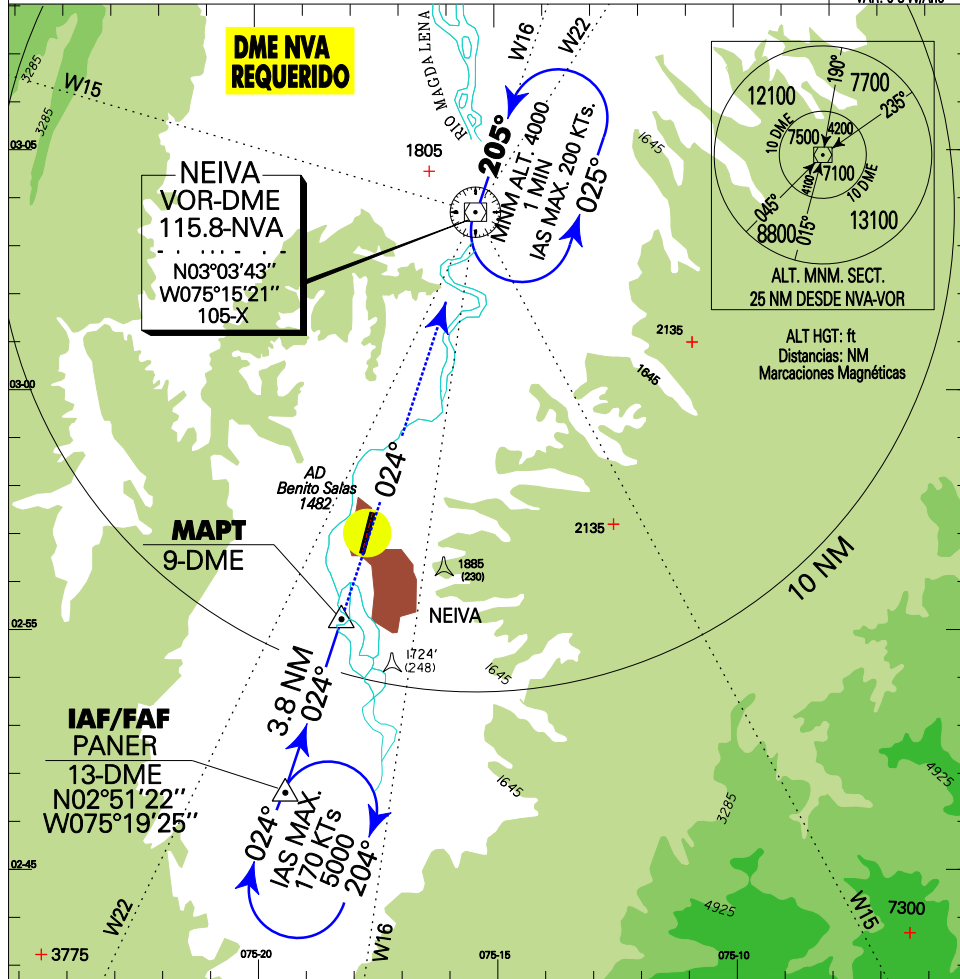 DME NVA
REQUERIDO
RIO MAGDALENA
W16
W22
W15
3285
3285
03-05
1805
NEIVA
VOR-DME
115.8-NVA
- . ...- .-
N03°03'43"
W075°15'21"
105-X
205°
MNM ALT. 4000
1 MIN
IAS MAX. 200 KTs.
025°
1645
12100
190°
7700
235°
10 DME
7500
4200
4100
7100
10 DME
045°
8800
015°
13100
ALT. MNM. SECT.
25 NM DESDE NVA-VOR
ALT HGT: ft
Distancias: NM
Marcaciones Magnéticas
2135
1645
03-00
024°
AD
Benito Salas
1482
2135
MAPT
9-DME
1885
(230)
10 NM
NEIVA
02-55
1724'
(248)
1645
3.8 NM
024°
IAF/FAF
PANER
13-DME
N02°51'22"
W075°19'25"
024°
IAS MAX.
170 KTs
5000
204°
1645
3285
4925
4925
02-45
W22
W16
W15
7300
3775
075-20
075-15
075-10